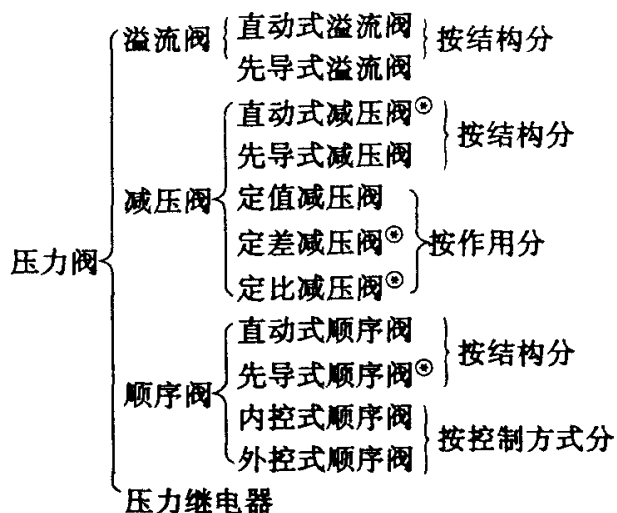 溢流阀 直动式溢流阀 按结构分
先导式溢流阀
直动式减压阀⊛ 按结构分
先导式减压阀
减压阀 定值减压阀
压力阀 定差减压阀⊛ 按作用分
定比减压阀⊛
直动式顺序阀 按结构分
先导式顺序阀⊛
顺序阀 内控式顺序阀 按控制方式分
外控式顺序阀
压力继电器